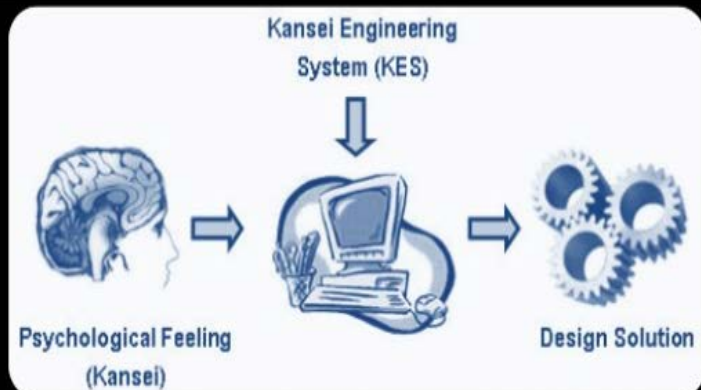 Kansei Engineering
System (KES)
Psychological Feeling
(Kansei)
Design Solution